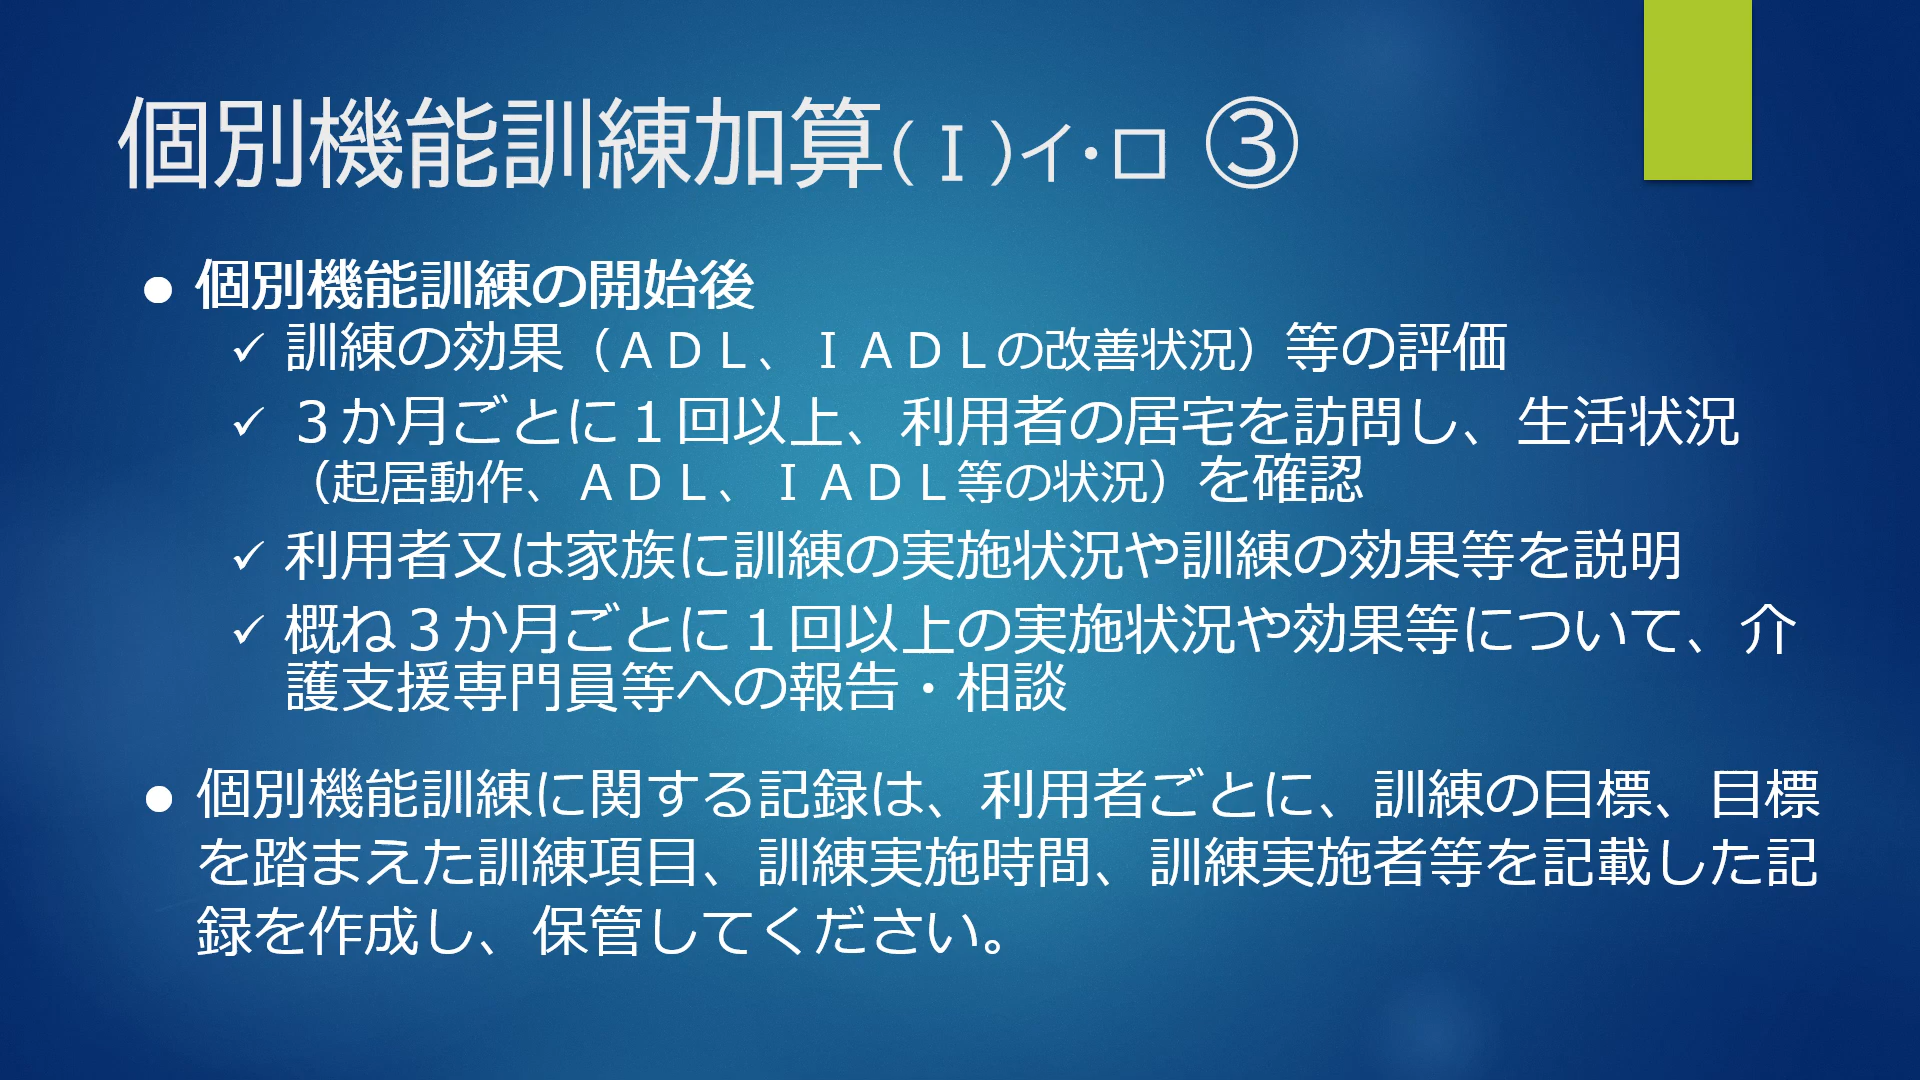 個別機能訓練加算(Ⅰ)イ・ロ ③
● 個別機能訓練の開始後
✓ 訓練の効果（ＡＤＬ、ＩＡＤＬの改善状況）等の評価
✓ ３か月ごとに１回以上、利用者の居宅を訪問し、生活状況
（起居動作、ＡＤＬ、ＩＡＤＬ等の状況）を確認
✓ 利用者又は家族に訓練の実施状況や訓練の効果等を説明
✓ 概ね３か月ごとに１回以上の実施状況や効果等について、介
護支援専門員等への報告・相談
● 個別機能訓練に関する記録は、利用者ごとに、訓練の目標、目標
を踏まえた訓練項目、訓練実施時間、訓練実施者等を記載した記
録を作成し、保管してください。